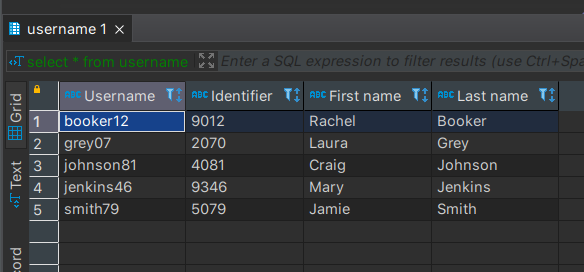 username 1 ×
select * from username Enter a SQL expression to filter results (use Ctrl+Spa
Grid
Text
cord
Username Identifier First name Last name
1 booker12 9012 Rachel Booker
2 grey07 2070 Laura Grey
3 johnson81 4081 Craig Johnson
4 jenkins46 9346 Mary Jenkins
5 smith79 5079 Jamie Smith